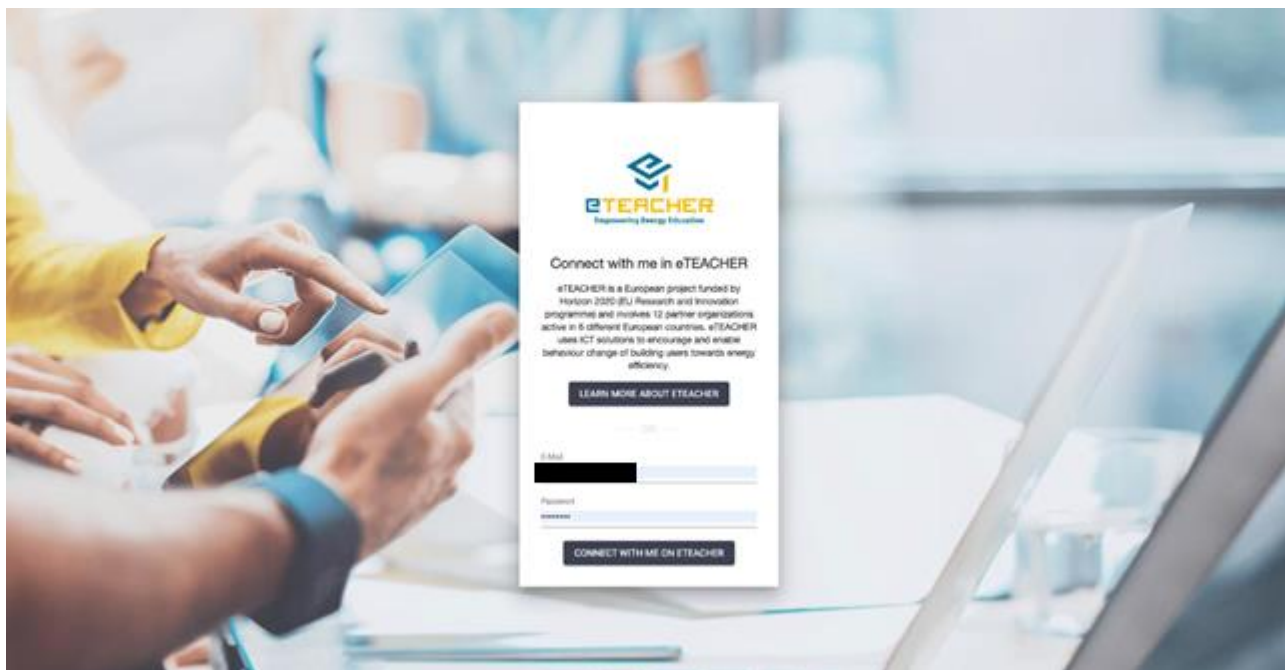 eTEACHER
Empowering Energy Education
Connect with me in eTEACHER
eTEACHER is a European project funded by
Horizon 2020 (EU Research and Innovation
programme) and involves 12 partner organizations
active in 6 different European countries. eTEACHER
uses ICT solutions to encourage and enable
behaviour change of building users towards energy
efficiency.
LEARN MORE ABOUT ETEACHER
E-Mail
Password
CONNECT WITH ME ON ETEACHER